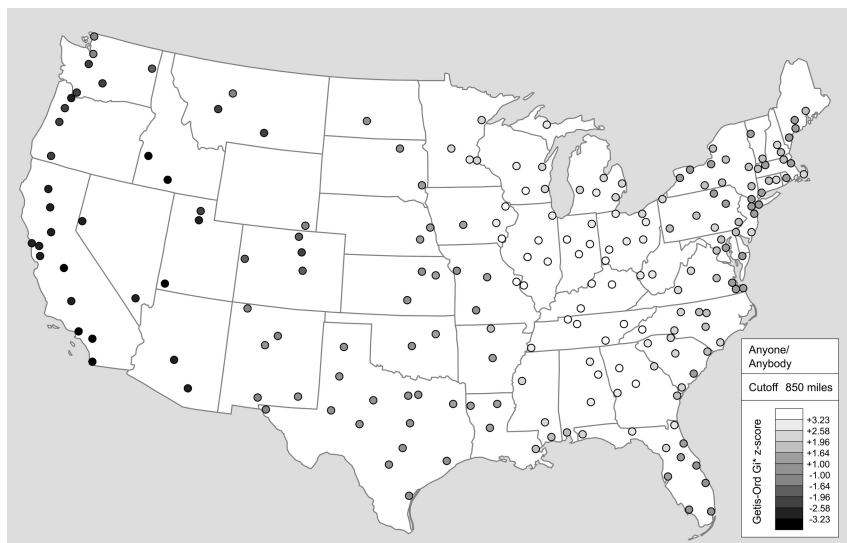 Anyone/
Anybody
Cutoff 850 miles
Getis-Ord Gi* z-score
+3.23
+2.58
+1.96
+1.64
+1.00
-1.00
-1.64
-1.96
-2.58
-3.23